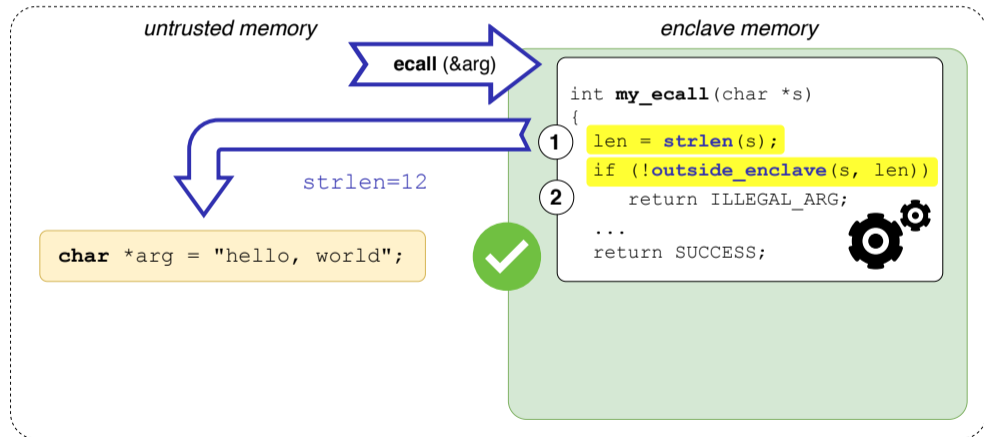 untrusted memory
enclave memory
ecall (&arg)
int my_ecall(char *s)
{
1
len = strlen(s);
if (!outside_enclave(s, len))
strlen=12
2
return ILLEGAL_ARG;
...
char *arg = "hello, world";
return SUCCESS;